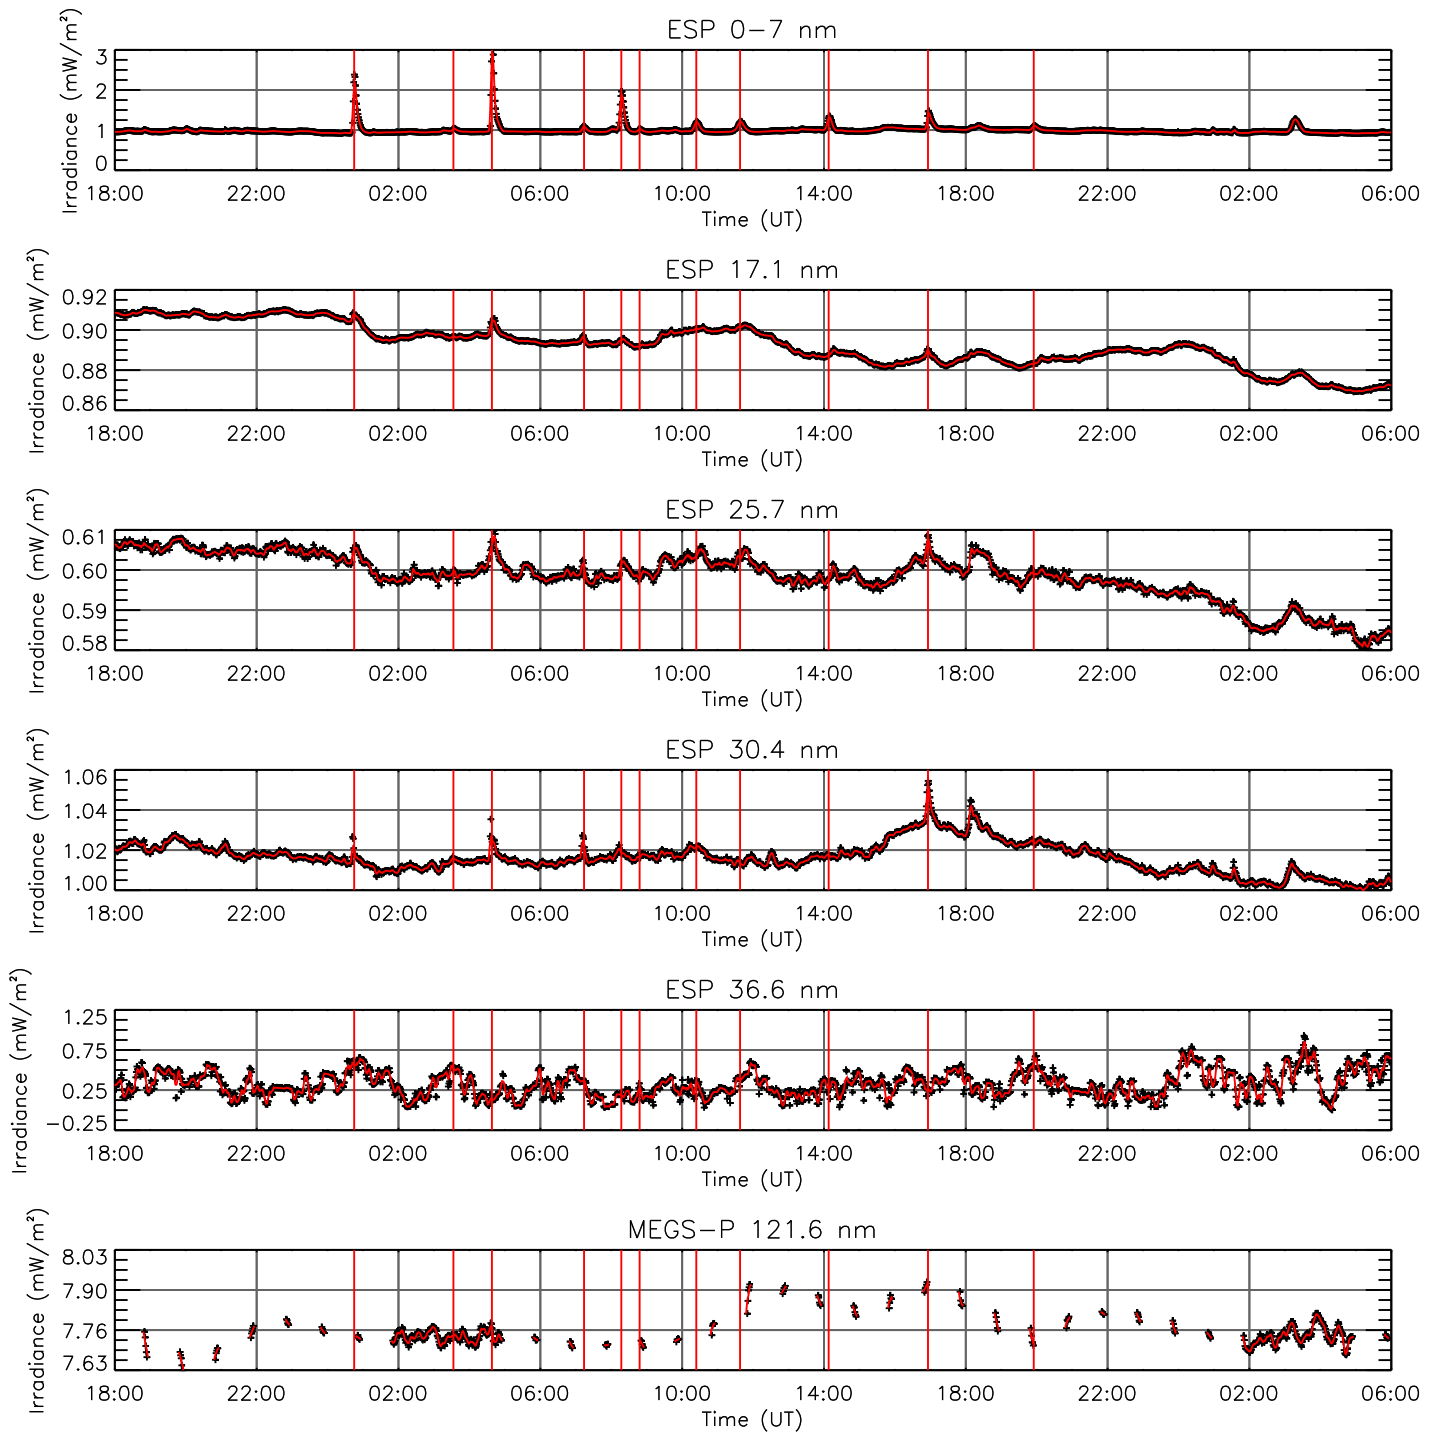 ESP 0-7 nm
Irradiance (mW/m²)
3
2
1
0
18:00 22:00 02:00 06:00 10:00 14:00 18:00 22:00 02:00 06:00
Time (UT)
ESP 17.1 nm
Irradiance (mW/m²)
0.92
0.90
0.88
0.86
18:00 22:00 02:00 06:00 10:00 14:00 18:00 22:00 02:00 06:00
Time (UT)
ESP 25.7 nm
Irradiance (mW/m²)
0.61
0.60
0.59
0.58
18:00 22:00 02:00 06:00 10:00 14:00 18:00 22:00 02:00 06:00
Time (UT)
ESP 30.4 nm
Irradiance (mW/m²)
1.06
1.04
1.02
1.00
18:00 22:00 02:00 06:00 10:00 14:00 18:00 22:00 02:00 06:00
Time (UT)
ESP 36.6 nm
Irradiance (mW/m²)
1.25
0.75
0.25
-0.25
18:00 22:00 02:00 06:00 10:00 14:00 18:00 22:00 02:00 06:00
Time (UT)
MEGS-P 121.6 nm
Irradiance (mW/m²)
8.03
7.90
7.76
7.63
18:00 22:00 02:00 06:00 10:00 14:00 18:00 22:00 02:00 06:00
Time (UT)